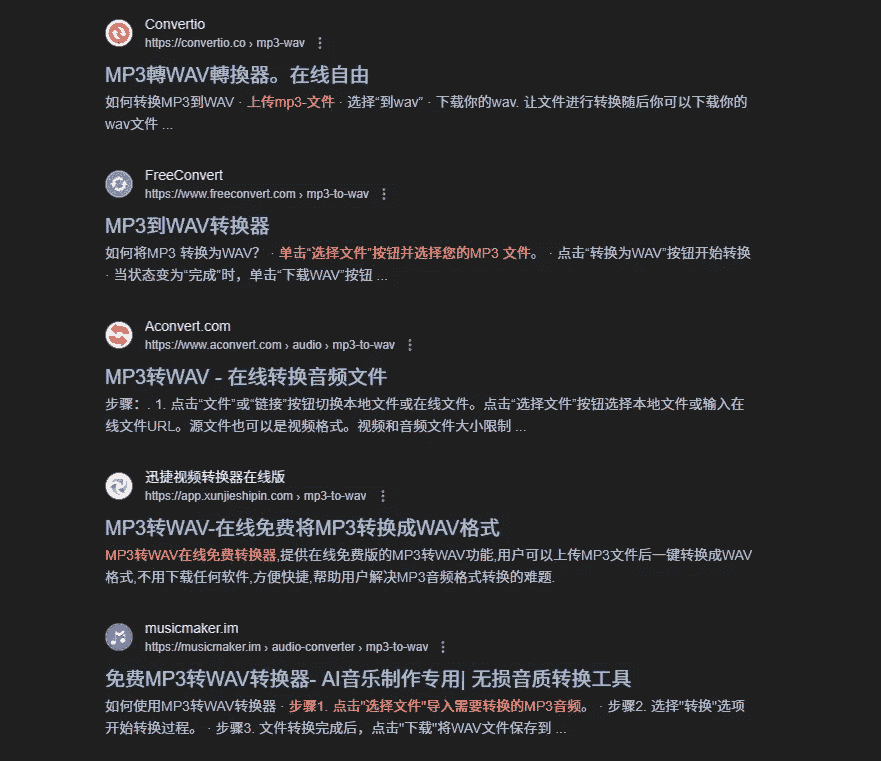 Convertio
https://convertio.co › mp3-wav
MP3轉WAV轉換器。在线自由
如何转换MP3到WAV · 上传mp3-文件 · 选择“到wav” · 下载你的wav. 让文件进行转换随后你可以下载你的
wav文件 ...
FreeConvert
https://www.freeconvert.com › mp3-to-wav
MP3到WAV转换器
如何将MP3 转换为WAV？ · 单击“选择文件”按钮并选择您的MP3 文件。 · 点击“转换为WAV”按钮开始转换
· 当状态变为“完成”时，单击“下载WAV”按钮 ...
Aconvert.com
https://www.aconvert.com › audio › mp3-to-wav
MP3转WAV - 在线转换音频文件
步骤：. 1. 点击“文件”或“链接”按钮切换本地文件或在线文件。点击“选择文件”按钮选择本地文件或输入在
线文件URL。源文件也可以是视频格式。视频和音频文件大小限制 ...
迅捷视频转换器在线版
https://app.xunjieshipin.com › mp3-to-wav
MP3转WAV-在线免费将MP3转换成WAV格式
MP3转WAV在线免费转换器,提供在线免费版的MP3转WAV功能,用户可以上传MP3文件后一键转换成WAV
格式,不用下载任何软件,方便快捷,帮助用户解决MP3音频格式转换的难题.
musicmaker.im
https://musicmaker.im › audio-converter › mp3-to-wav
免费MP3转WAV转换器- AI音乐制作专用| 无损音质转换工具
如何使用MP3转WAV转换器 · 步骤1. 点击"选择文件"导入需要转换的MP3音频。 · 步骤2. 选择"转换"选项
开始转换过程。 · 步骤3. 文件转换完成后，点击"下载"将WAV文件保存到 ...